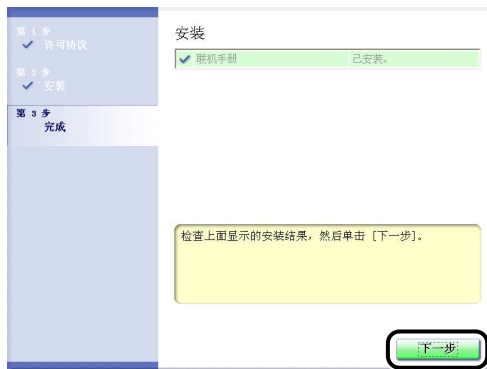 第 1 步
许可协议
第 2 步
安装
第 3 步
完成
安装
联机手册 已安装。
检查上面显示的安装结果，然后单击 [下一步]。
下一步